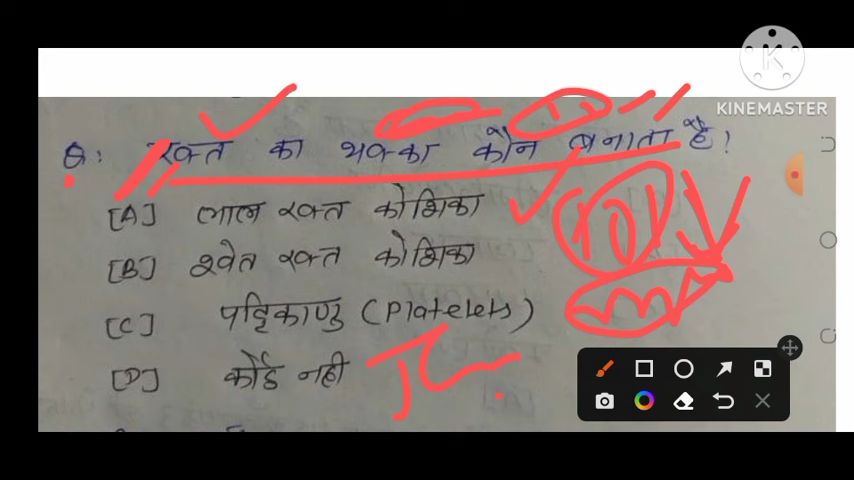 KINEMASTER
Q: रक्त का थक्का कौन बनाता है?
[A] लाल रक्त कोशिका
[B] श्वेत रक्त कोशिका
[C] पट्टिकाणु (Platelets)
[D] कोई नही